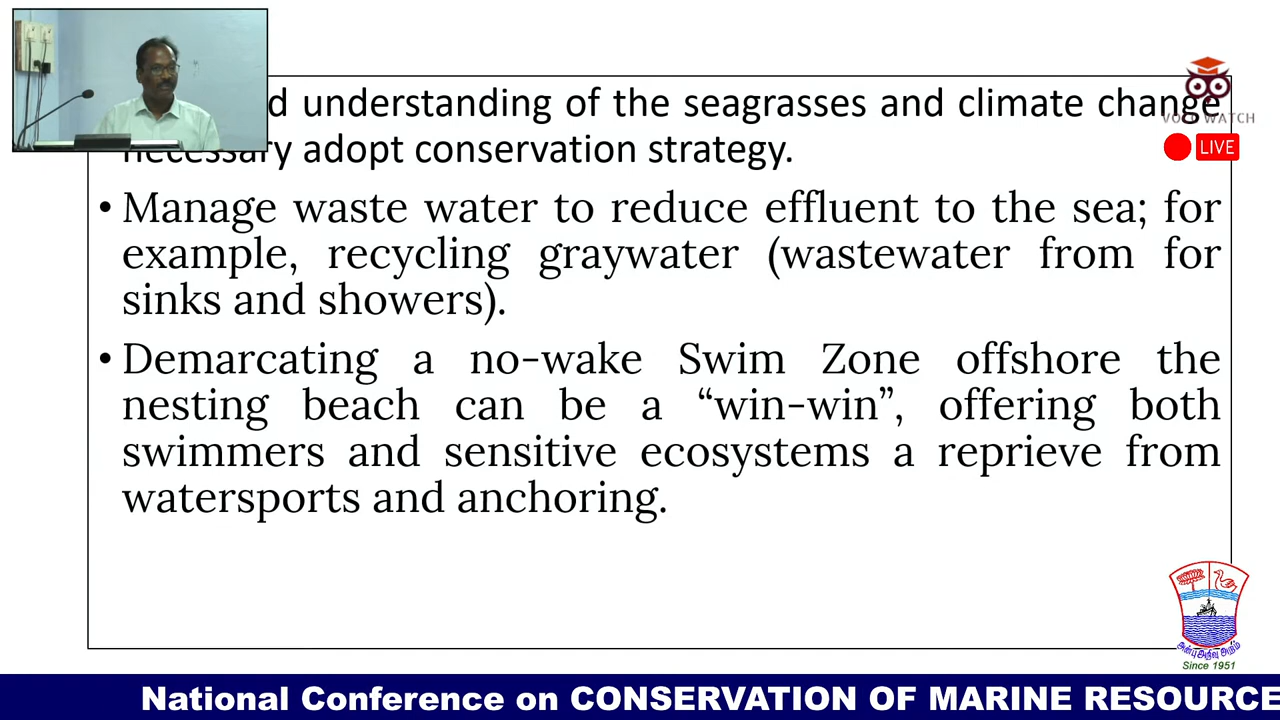 d understanding of the seagrasses and climate change
necessary adopt conservation strategy.
• Manage waste water to reduce effluent to the sea; for
example, recycling graywater (wastewater from for
sinks and showers).
• Demarcating a no-wake Swim Zone offshore the
nesting beach can be a “win-win”, offering both
swimmers and sensitive ecosystems a reprieve from
watersports and anchoring.
WATCH
LIVE
Since 1951
National Conference on CONSERVATION OF MARINE RESOURCE